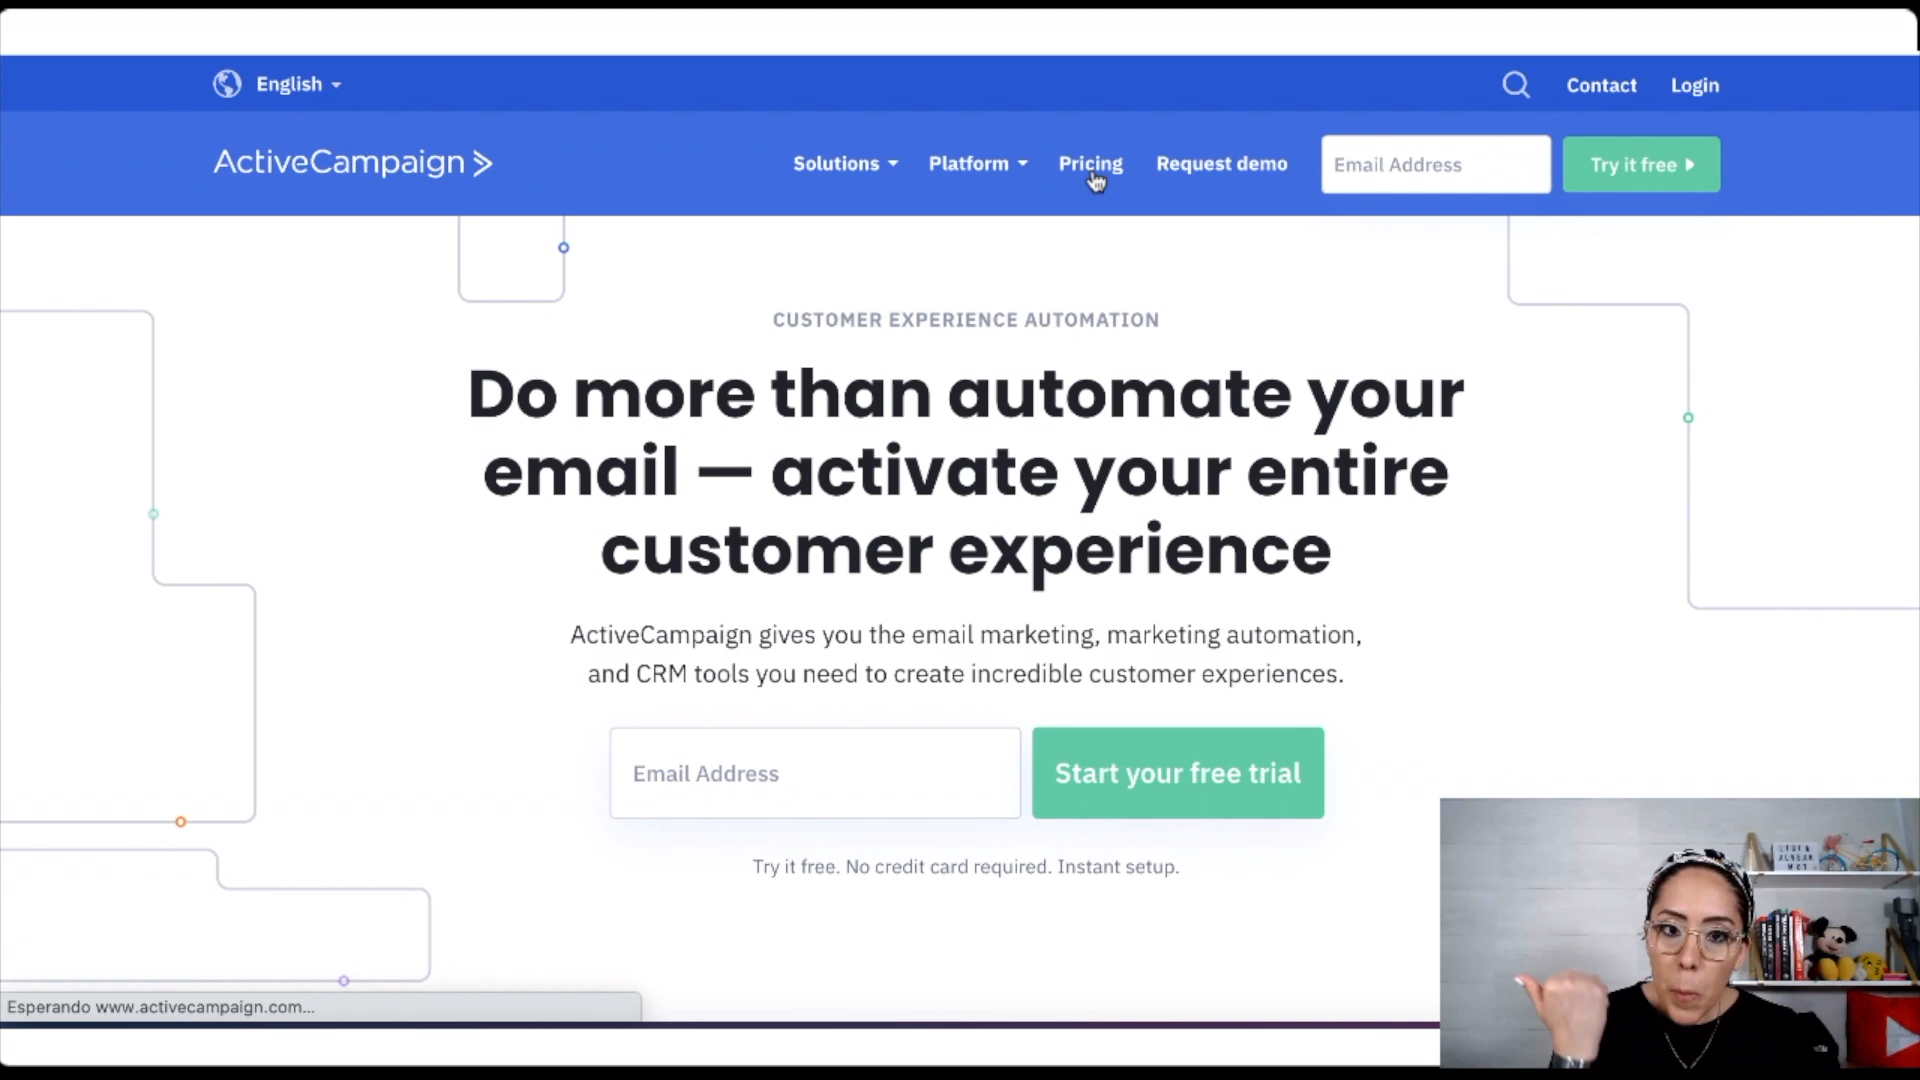 English
Contact
Login
ActiveCampaign
Solutions
Platform
Pricing
Request demo
Email Address
Try it free
CUSTOMER EXPERIENCE AUTOMATION
Do more than automate your
email — activate your entire
customer experience
ActiveCampaign gives you the email marketing, marketing automation,
and CRM tools you need to create incredible customer experiences.
Email Address
Start your free trial
Try it free. No credit card required. Instant setup.
Esperando www.activecampaign.com...